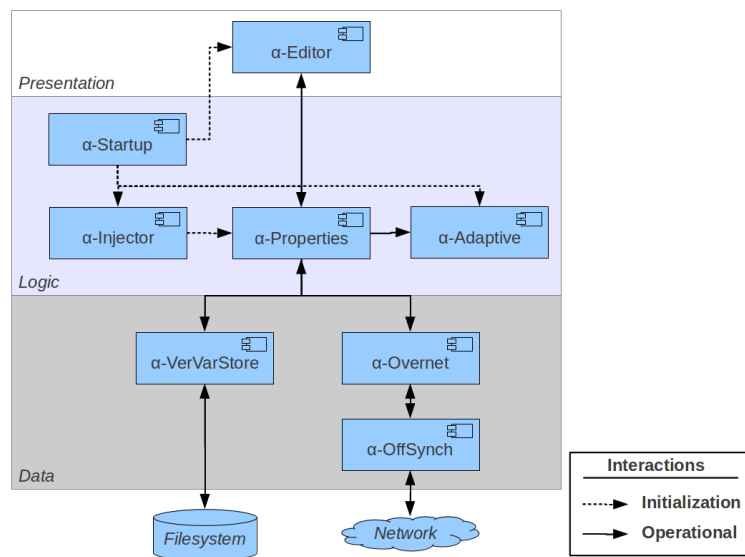 α-Editor
Presentation
α-Startup
α-Injector
α-Properties
α-Adaptive
Logic
α-VerVarStore
α-Overnet
α-OffSynch
Data
Filesystem
Network
Interactions
Initialization
Operational